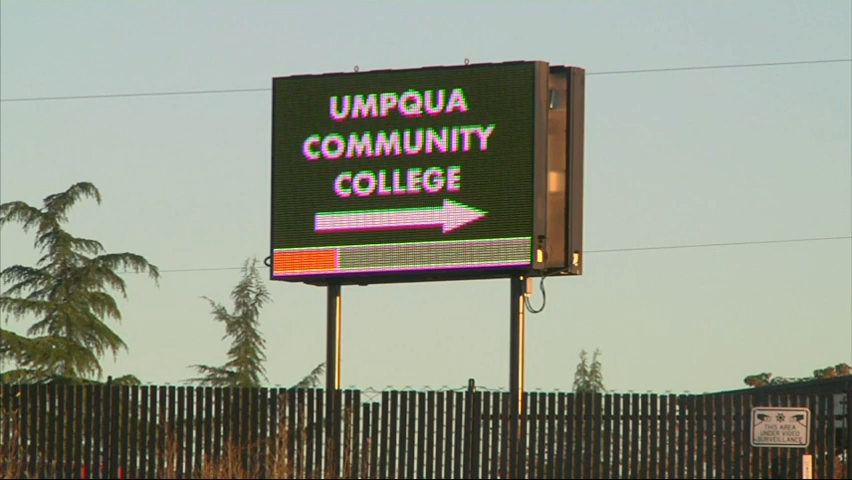 UMPQUA
COMMUNITY
COLLEGE
THIS AREA
UNDER VIDEO
SURVEILLANCE